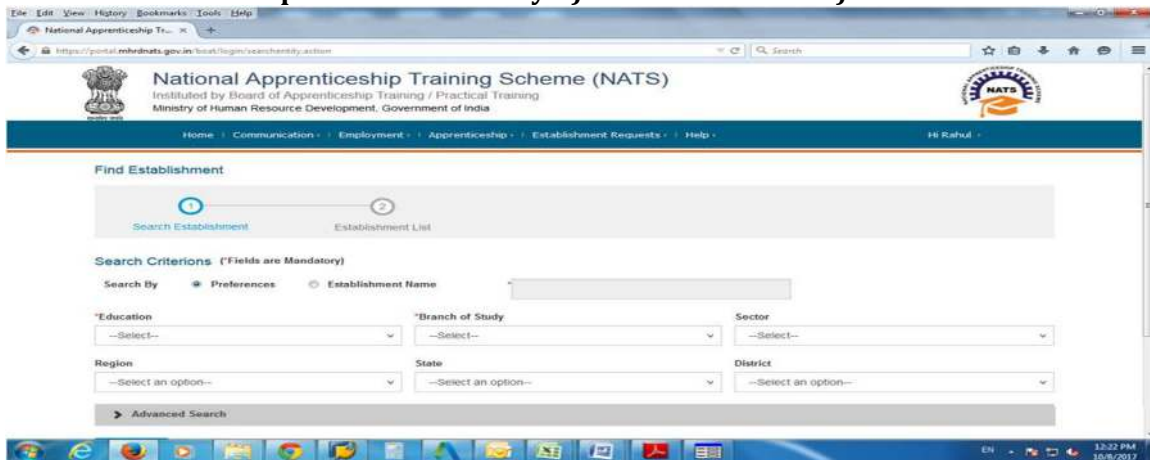 File Edit View History Bookmarks Tools Help
National Apprenticeship Tr... × +
https://portal.mhrdnats.gov.in/boat/login/searchentity.action Search
National Apprenticeship Training Scheme (NATS)
Instituted by Board of Apprenticeship Training / Practical Training
Ministry of Human Resource Development, Government of India
NATS
Home Communication Employment Apprenticeship Establishment Requests Help Hi Rahul
Find Establishment
1 2
Search Establishment Establishment List
Search Criterions (*Fields are Mandatory)
Search By Preferences Establishment Name *
*Education *Branch of Study Sector
--Select-- --Select-- --Select--
Region State District
--Select an option-- --Select an option-- --Select an option--
Advanced Search
EN 12:22 PM
10/6/2017